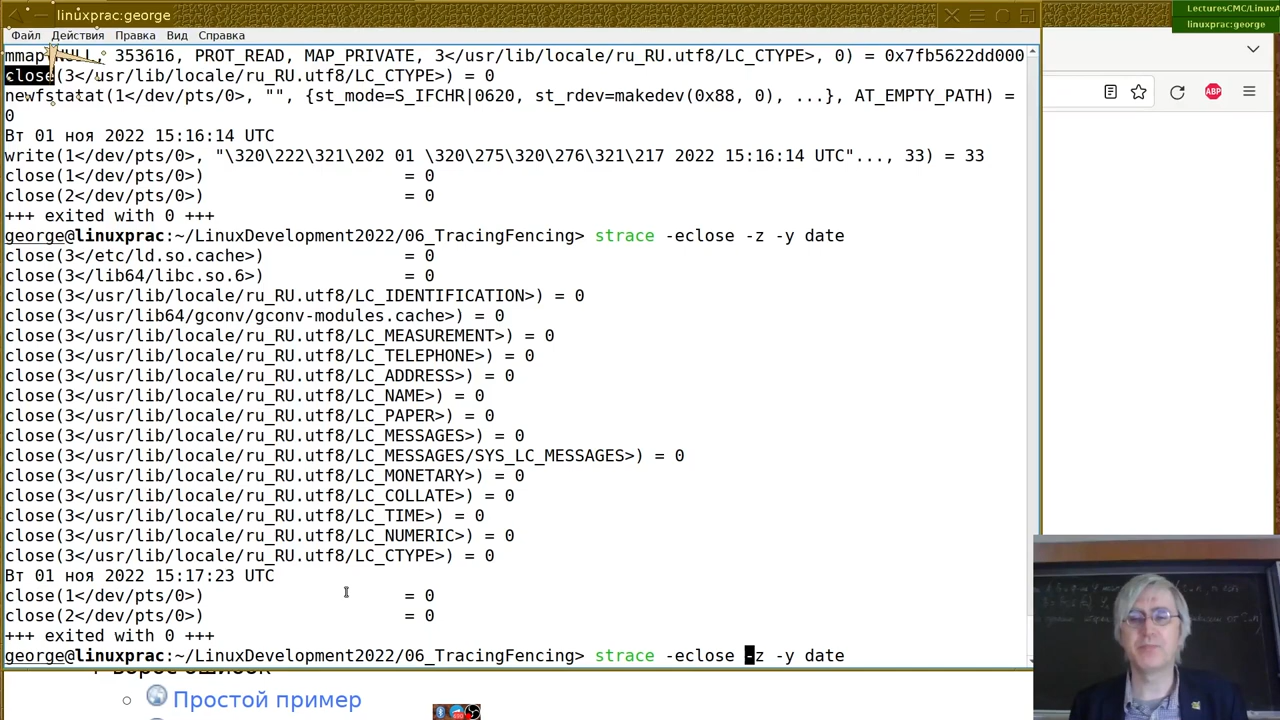 linuxprac:george
LecturesCMC/LinuxA
linuxprac:george
Файл Действия Правка Вид Справка
mmap(NULL, 353616, PROT_READ, MAP_PRIVATE, 3</usr/lib/locale/ru_RU.utf8/LC_CTYPE>, 0) = 0x7fb5622dd000
close(3</usr/lib/locale/ru_RU.utf8/LC_CTYPE>) = 0
newfstatat(1</dev/pts/0>, "", {st_mode=S_IFCHR|0620, st_rdev=makedev(0x88, 0), ...}, AT_EMPTY_PATH) =
0
Вт 01 ноя 2022 15:16:14 UTC
write(1</dev/pts/0>, "\320\222\321\202 01 \320\275\320\276\321\217 2022 15:16:14 UTC"..., 33) = 33
close(1</dev/pts/0>) = 0
close(2</dev/pts/0>) = 0
+++ exited with 0 +++
george@linuxprac:~/LinuxDevelopment2022/06_TracingFencing> strace -eclose -z -y date
close(3</etc/ld.so.cache>) = 0
close(3</lib64/libc.so.6>) = 0
close(3</usr/lib/locale/ru_RU.utf8/LC_IDENTIFICATION>) = 0
close(3</usr/lib64/gconv/gconv-modules.cache>) = 0
close(3</usr/lib/locale/ru_RU.utf8/LC_MEASUREMENT>) = 0
close(3</usr/lib/locale/ru_RU.utf8/LC_TELEPHONE>) = 0
close(3</usr/lib/locale/ru_RU.utf8/LC_ADDRESS>) = 0
close(3</usr/lib/locale/ru_RU.utf8/LC_NAME>) = 0
close(3</usr/lib/locale/ru_RU.utf8/LC_PAPER>) = 0
close(3</usr/lib/locale/ru_RU.utf8/LC_MESSAGES>) = 0
close(3</usr/lib/locale/ru_RU.utf8/LC_MESSAGES/SYS_LC_MESSAGES>) = 0
close(3</usr/lib/locale/ru_RU.utf8/LC_MONETARY>) = 0
close(3</usr/lib/locale/ru_RU.utf8/LC_COLLATE>) = 0
close(3</usr/lib/locale/ru_RU.utf8/LC_TIME>) = 0
close(3</usr/lib/locale/ru_RU.utf8/LC_NUMERIC>) = 0
close(3</usr/lib/locale/ru_RU.utf8/LC_CTYPE>) = 0
Вт 01 ноя 2022 15:17:23 UTC
close(1</dev/pts/0>) = 0
close(2</dev/pts/0>) = 0
+++ exited with 0 +++
george@linuxprac:~/LinuxDevelopment2022/06_TracingFencing> strace -eclose -z -y date
Простой пример
ABP